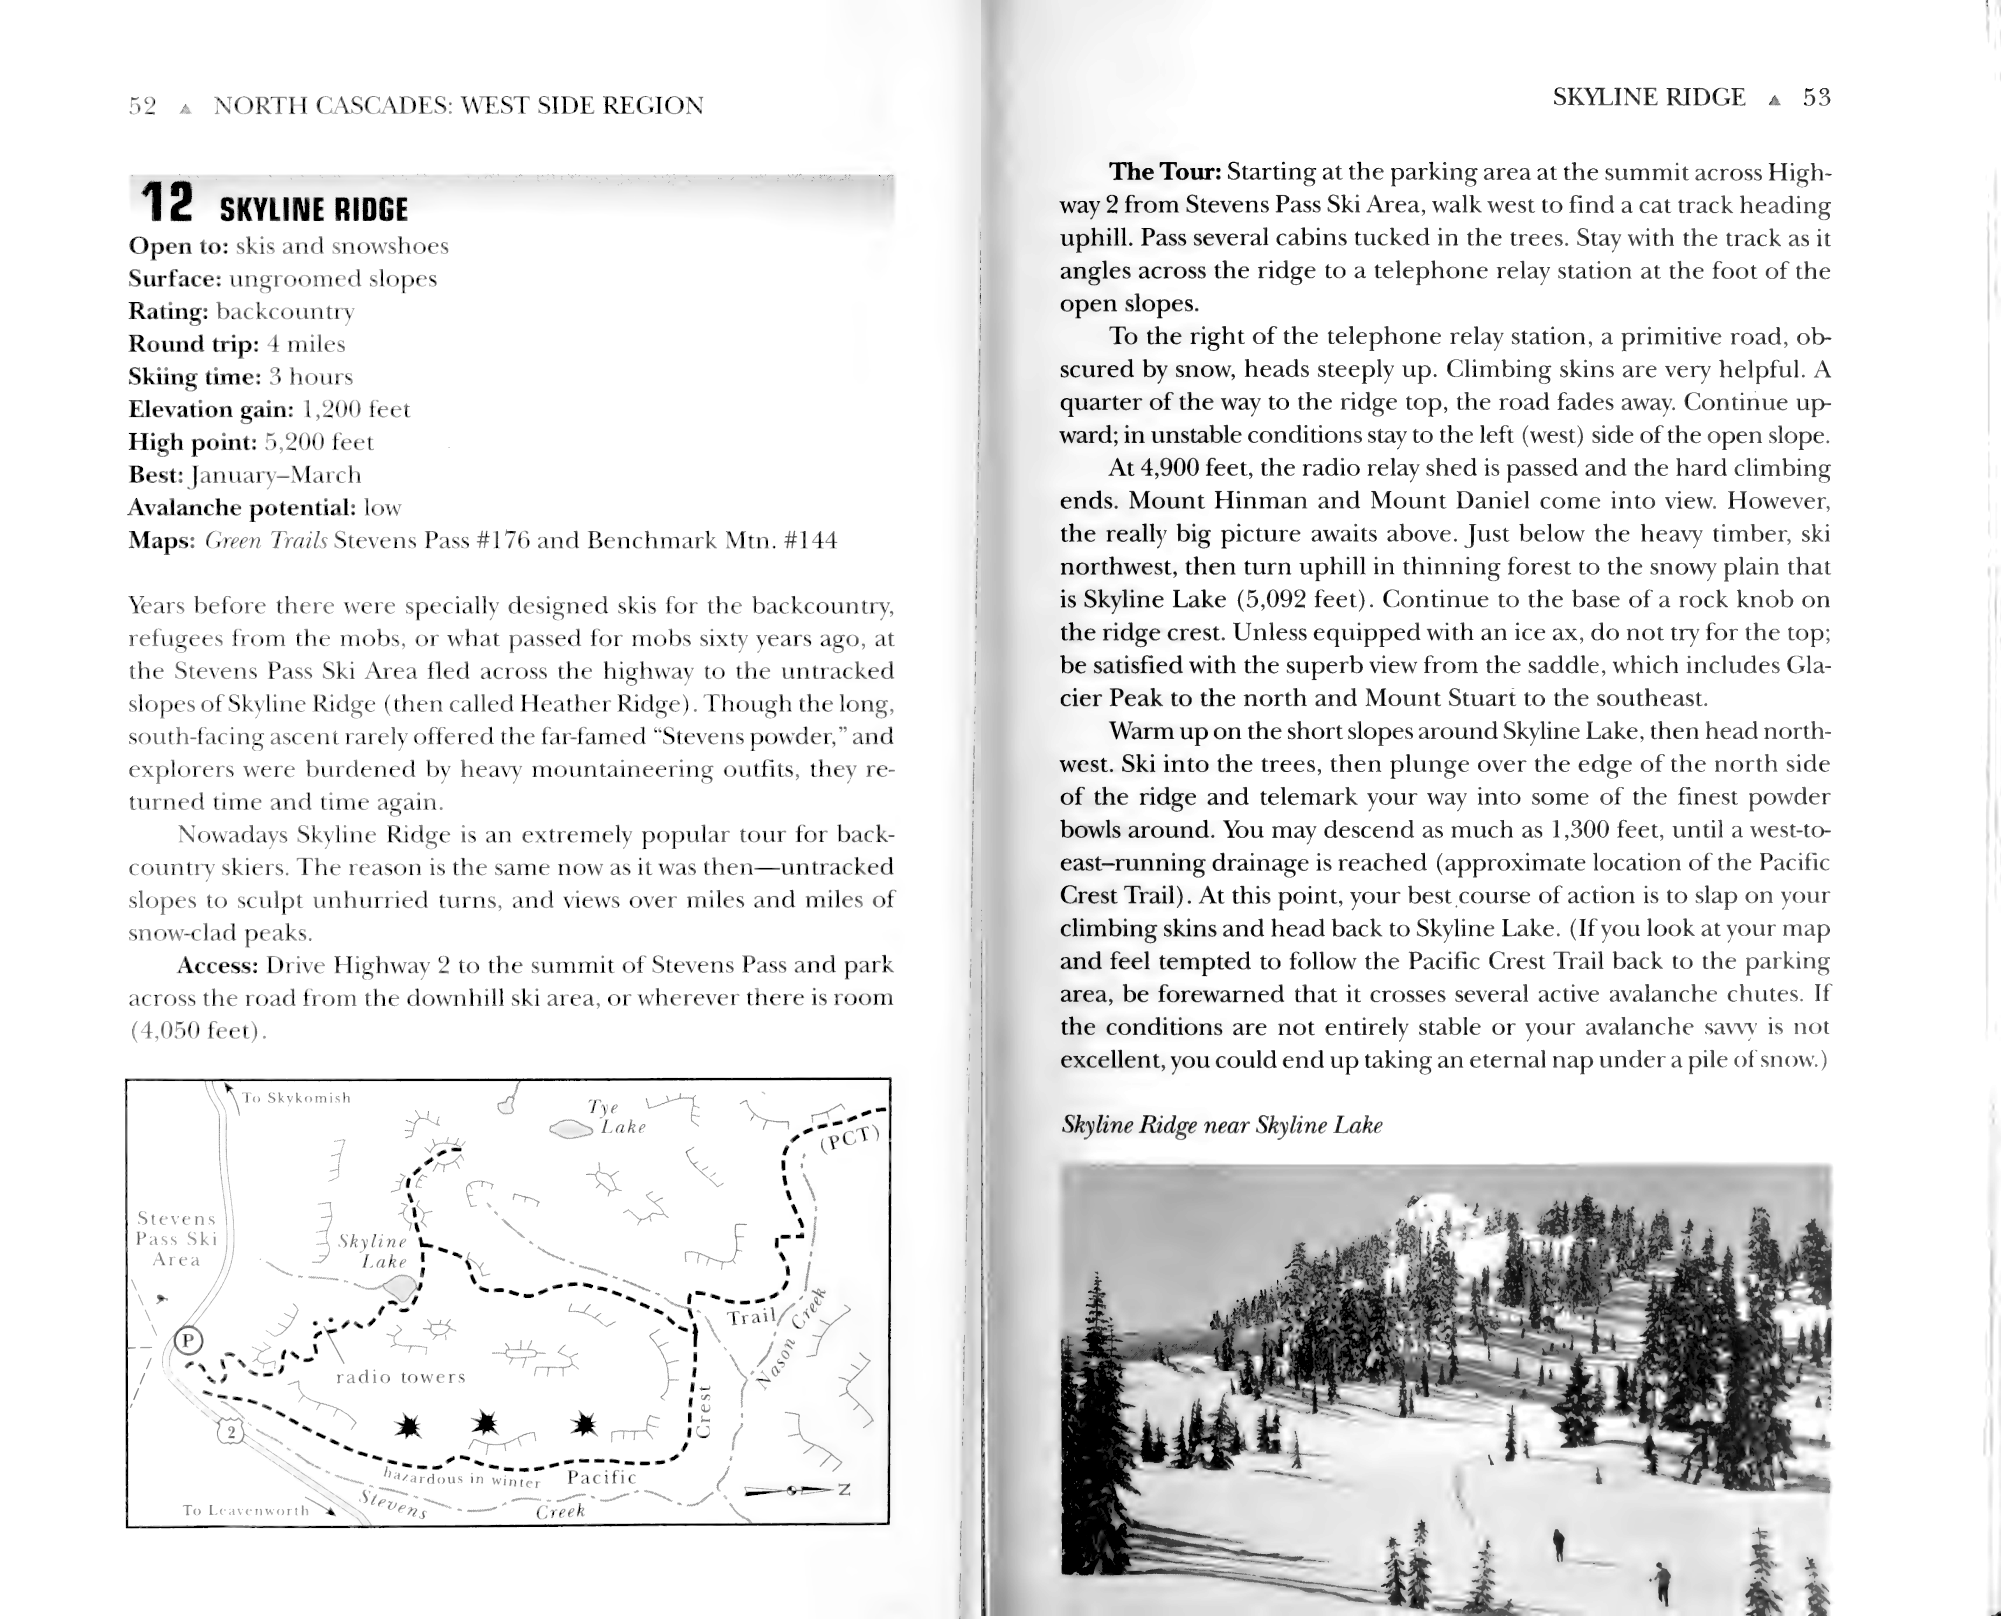 52 ▲ NORTH CASCADES: WEST SIDE REGION
12 SKYLINE RIDGE
Open to: skis and snowshoes
Surface: ungroomed slopes
Rating: backcountry
Round trip: 4 miles
Skiing time: 3 hours
Elevation gain: 1,200 feet
High point: 5,200 feet
Best: January–March
Avalanche potential: low
Maps: Green Trails Stevens Pass #176 and Benchmark Mtn. #144
Years before there were specially designed skis for the backcountry,
refugees from the mobs, or what passed for mobs sixty years ago, at
the Stevens Pass Ski Area fled across the highway to the untracked
slopes of Skyline Ridge (then called Heather Ridge). Though the long,
south-facing ascent rarely offered the far-famed “Stevens powder,” and
explorers were burdened by heavy mountaineering outfits, they re-
turned time and time again.
Nowadays Skyline Ridge is an extremely popular tour for back-
country skiers. The reason is the same now as it was then—untracked
slopes to sculpt unhurried turns, and views over miles and miles of
snow-clad peaks.
Access: Drive Highway 2 to the summit of Stevens Pass and park
across the road from the downhill ski area, or wherever there is room
(4,050 feet).
To Skykomish
Tye
Lake
(PCT)
Stevens
Pass Ski
Area
Skyline
Lake
P
Trail
Nason Creek
radio towers
Crest
2
hazardous in winter
Pacific
Stevens
Creek
To Leavenworth
Z
SKYLINE RIDGE ▲ 53
The Tour: Starting at the parking area at the summit across High-
way 2 from Stevens Pass Ski Area, walk west to find a cat track heading
uphill. Pass several cabins tucked in the trees. Stay with the track as it
angles across the ridge to a telephone relay station at the foot of the
open slopes.
To the right of the telephone relay station, a primitive road, ob-
scured by snow, heads steeply up. Climbing skins are very helpful. A
quarter of the way to the ridge top, the road fades away. Continue up-
ward; in unstable conditions stay to the left (west) side of the open slope.
At 4,900 feet, the radio relay shed is passed and the hard climbing
ends. Mount Hinman and Mount Daniel come into view. However,
the really big picture awaits above. Just below the heavy timber, ski
northwest, then turn uphill in thinning forest to the snowy plain that
is Skyline Lake (5,092 feet). Continue to the base of a rock knob on
the ridge crest. Unless equipped with an ice ax, do not try for the top;
be satisfied with the superb view from the saddle, which includes Gla-
cier Peak to the north and Mount Stuart to the southeast.
Warm up on the short slopes around Skyline Lake, then head north-
west. Ski into the trees, then plunge over the edge of the north side
of the ridge and telemark your way into some of the finest powder
bowls around. You may descend as much as 1,300 feet, until a west-to-
east–running drainage is reached (approximate location of the Pacific
Crest Trail). At this point, your best course of action is to slap on your
climbing skins and head back to Skyline Lake. (If you look at your map
and feel tempted to follow the Pacific Crest Trail back to the parking
area, be forewarned that it crosses several active avalanche chutes. If
the conditions are not entirely stable or your avalanche savvy is not
excellent, you could end up taking an eternal nap under a pile of snow.)
Skyline Ridge near Skyline Lake